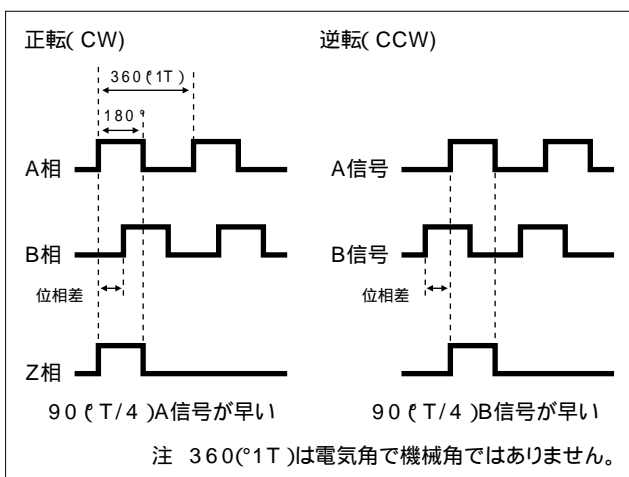 正転( CW)
逆転( CCW)
360(°1T)
180°
A相
B相
位相差
Z相
90(°T/4)A信号が早い
A信号
B信号
位相差
90(°T/4)B信号が早い
注 360(°1T)は電気角で機械角ではありません。